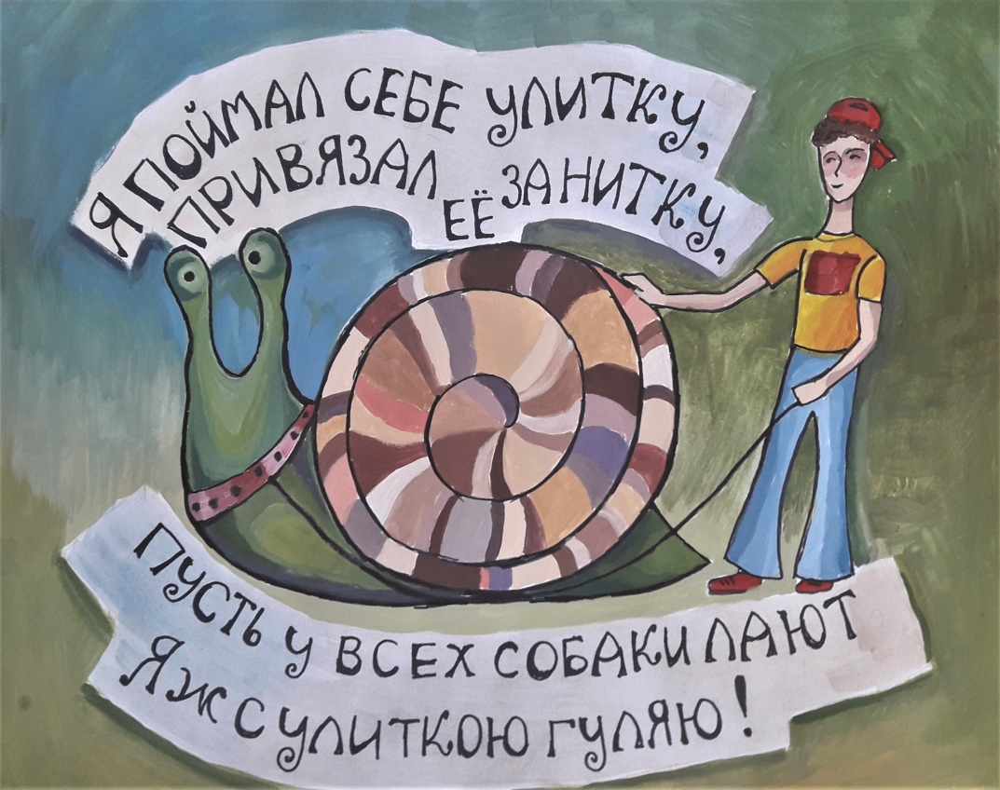 Я ПОЙМАЛ СЕБЕ УЛИТКУ,
ПРИВЯЗАЛ ЕЁ ЗА НИТКУ,
ПУСТЬ У ВСЕХ СОБАКИ ЛАЮТ
Я Ж С УЛИТКОЮ ГУЛЯЮ!